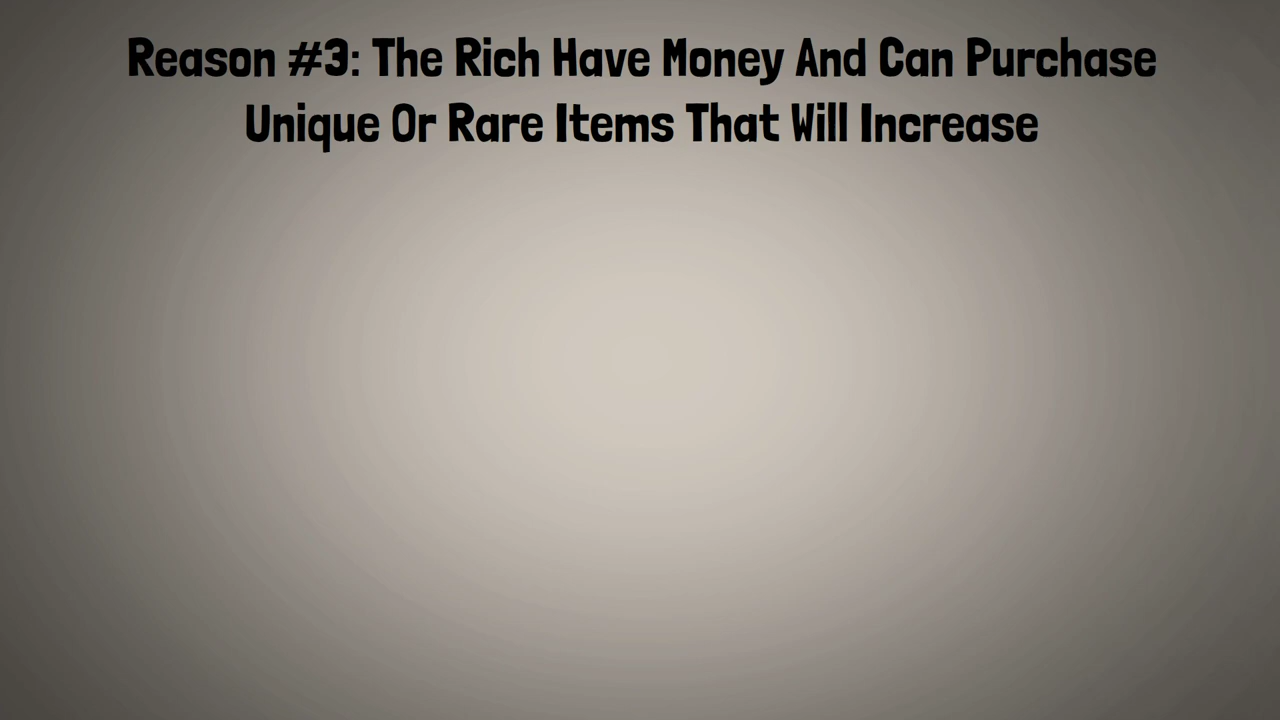 Reason #3: The Rich Have Money And Can Purchase
Unique Or Rare Items That Will Increase